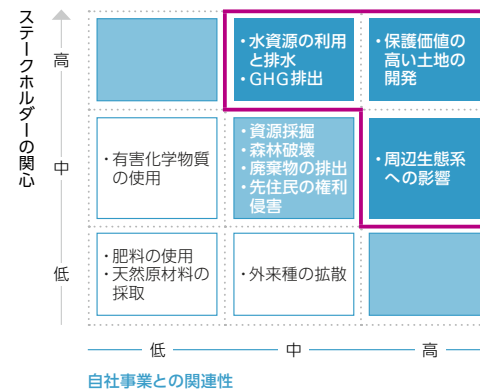 ステークホルダーの関心
高
・水資源の利用
と排水
・GHG排出
・保護価値の
高い土地の
開発
中
・有害化学物質
の使用
・資源採掘
・森林破壊
・廃棄物の排出
・先住民の権利
侵害
・周辺生態系
への影響
低
・肥料の使用
・天然原材料の
採取
・外来種の拡散
低
中
高
自社事業との関連性